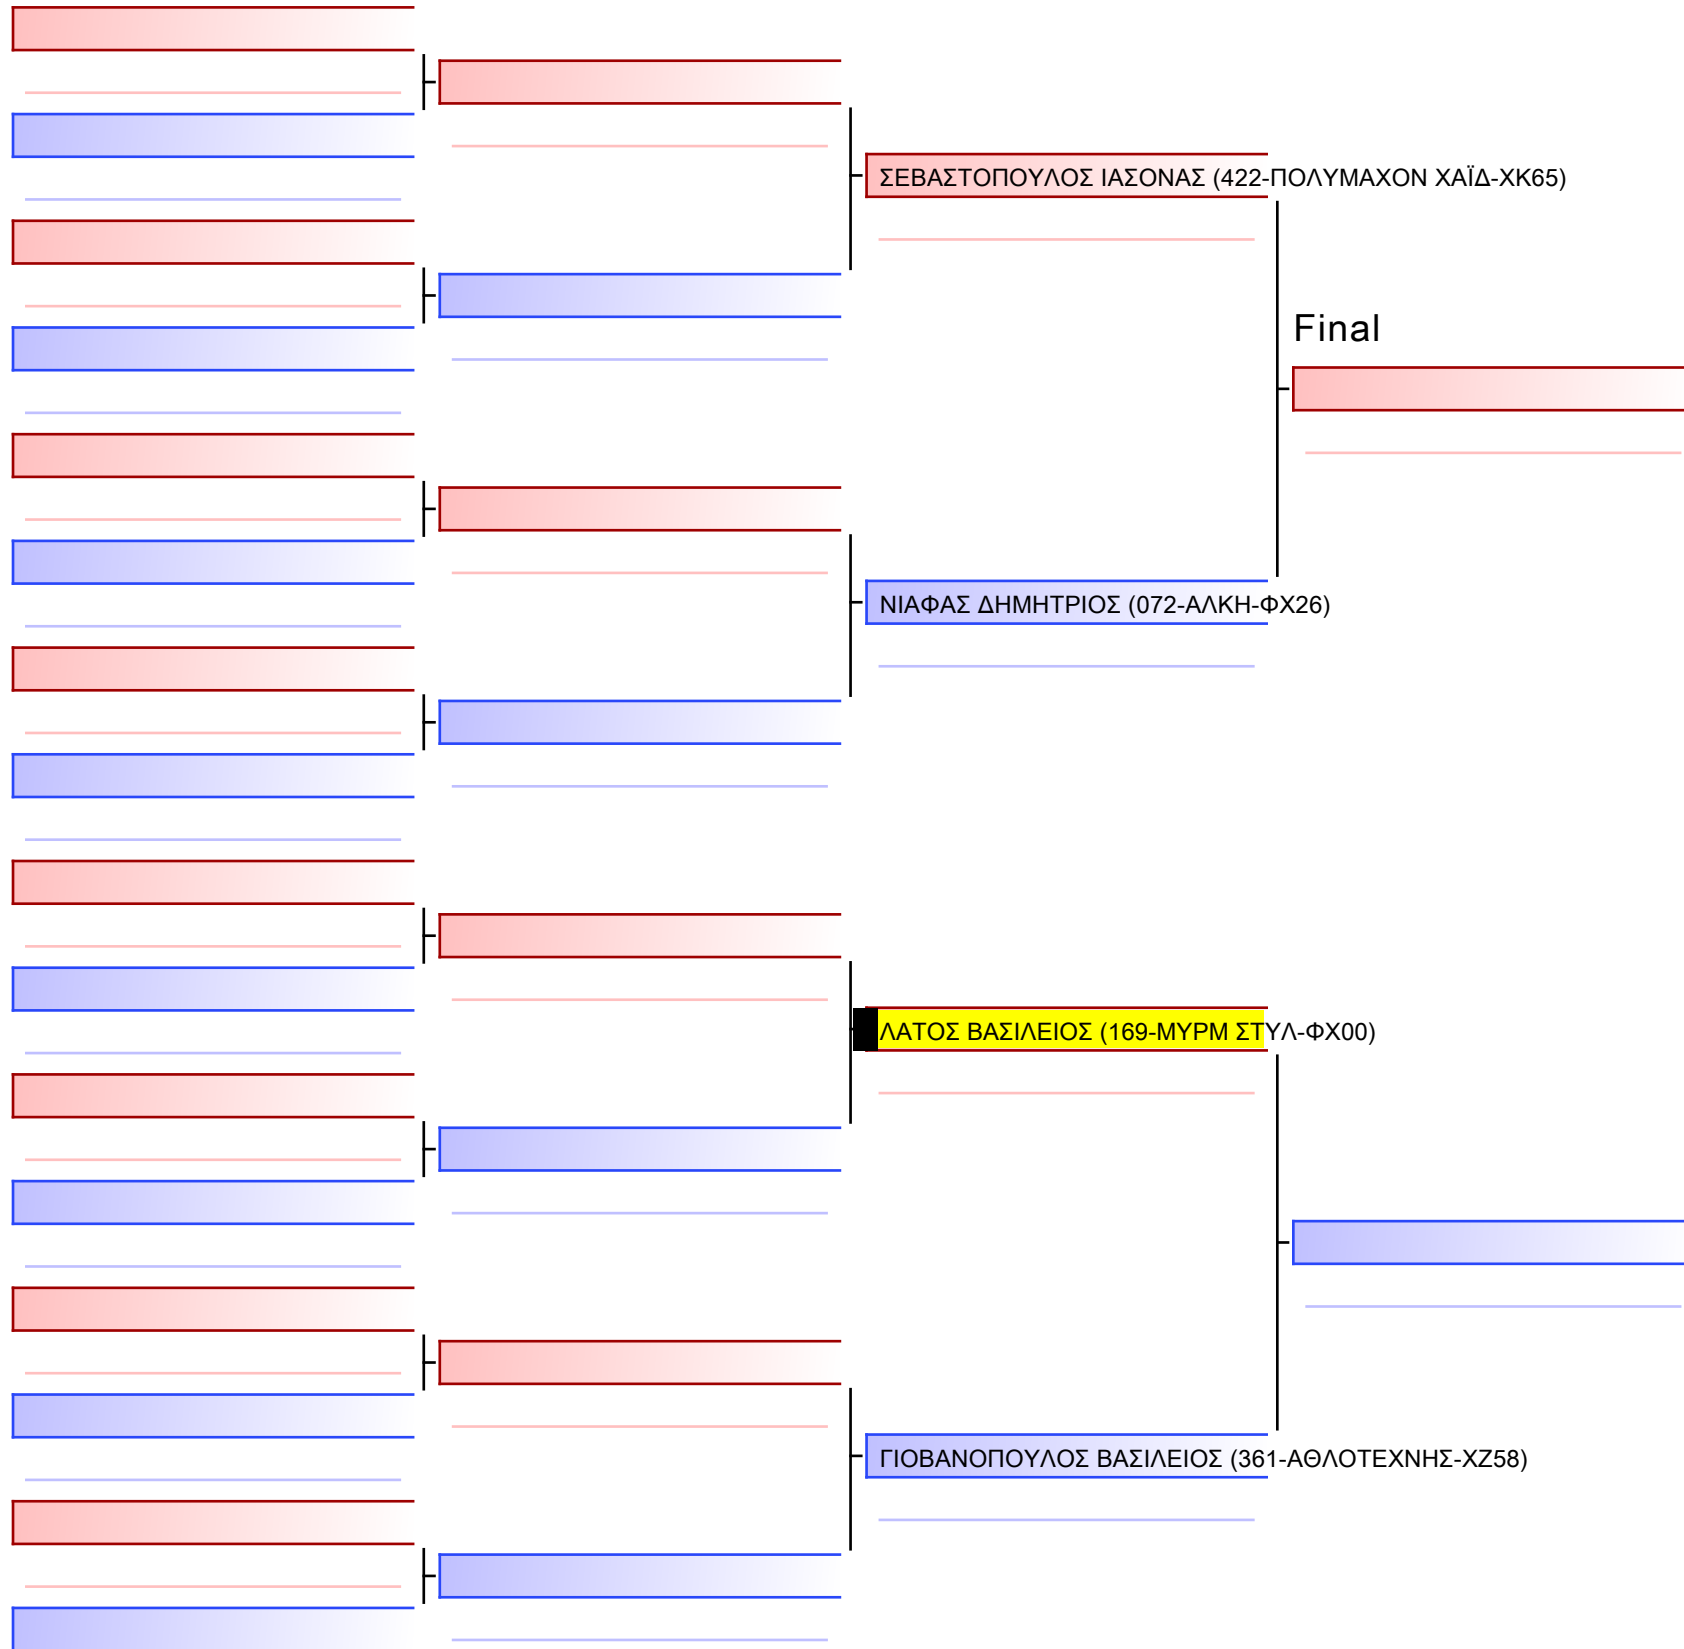 ΣΕΒΑΣΤΟΠΟΥΛΟΣ ΙΑΣΟΝΑΣ (422-ΠΟΛΥΜΑΧΟΝ ΧΑΪΔ-ΧΚ65)
Final
ΝΙΑΦΑΣ ΔΗΜΗΤΡΙΟΣ (072-ΑΛΚΗ-ΦΧ26)
ΛΑΤΟΣ ΒΑΣΙΛΕΙΟΣ (169-ΜΥΡΜ ΣΤΥΛ-ΦΧ00)
ΓΙΟΒΑΝΟΠΟΥΛΟΣ ΒΑΣΙΛΕΙΟΣ (361-ΑΘΛΟΤΕΧΝΗΣ-ΧΖ58)